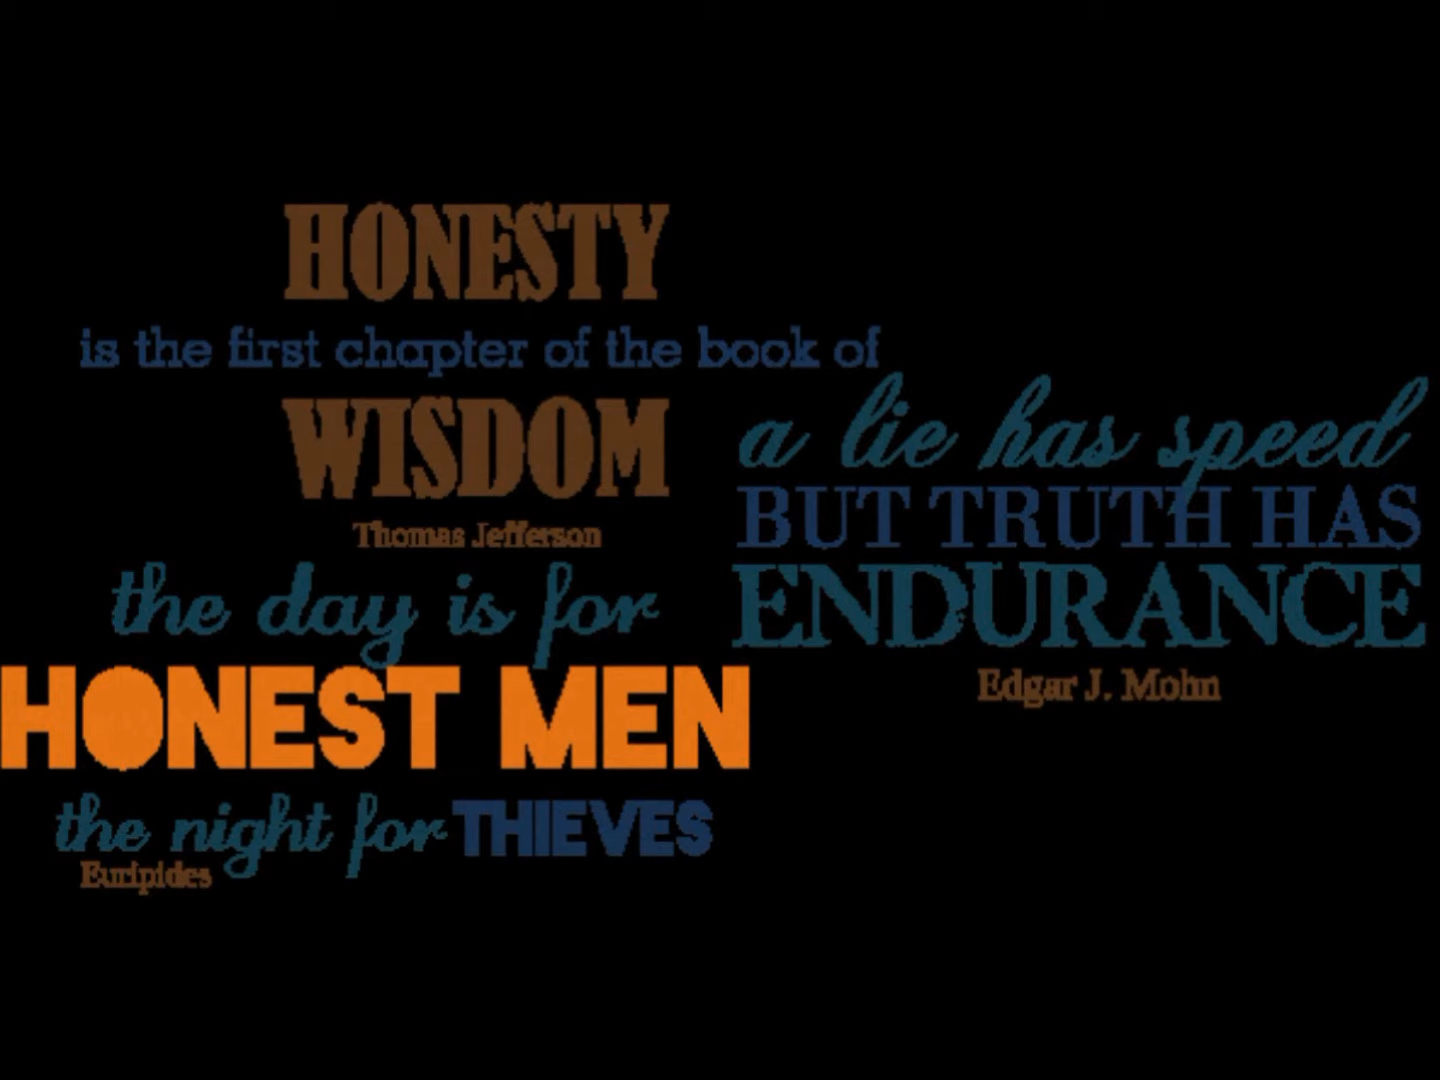 HONESTY
is the first chapter of the book of
WISDOM
Thomas Jefferson
a lie has speed
BUT TRUTH HAS
ENDURANCE
Edgar J. Mohn
the day is for
HONEST MEN
the night for THIEVES
Euripides